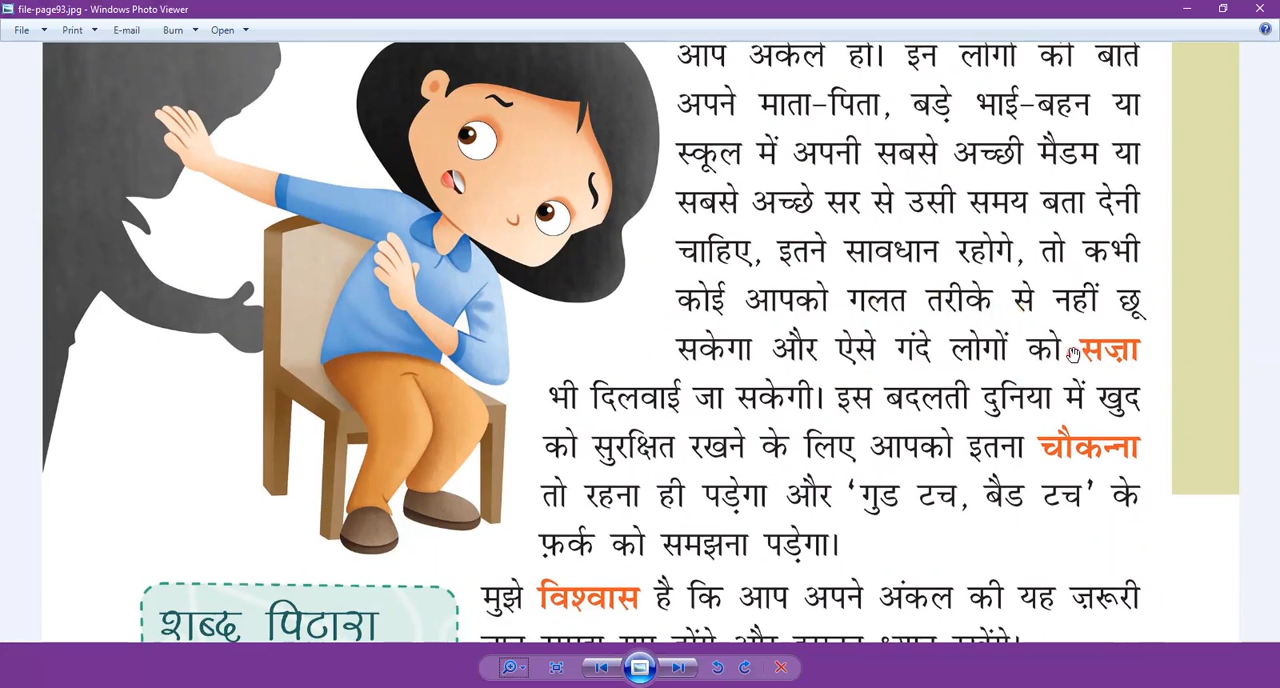 file-page93.jpg - Windows Photo Viewer
File Print E-mail Burn Open
आप अकेले हों। इन लोगों की बातें
अपने माता-पिता, बड़े भाई-बहन या
स्कूल में अपनी सबसे अच्छी मैडम या
सबसे अच्छे सर से उसी समय बता देनी
चाहिए, इतने सावधान रहोगे, तो कभी
कोई आपको गलत तरीके से नहीं छू
सकेगा और ऐसे गंदे लोगों को सज़ा
भी दिलवाई जा सकेगी। इस बदलती दुनिया में खुद
को सुरक्षित रखने के लिए आपको इतना चौकन्ना
तो रहना ही पड़ेगा और ‘गुड टच, बैड टच’ के
फ़र्क को समझना पड़ेगा।
मुझे विश्वास है कि आप अपने अंकल की यह ज़रूरी
शब्द पिटारा